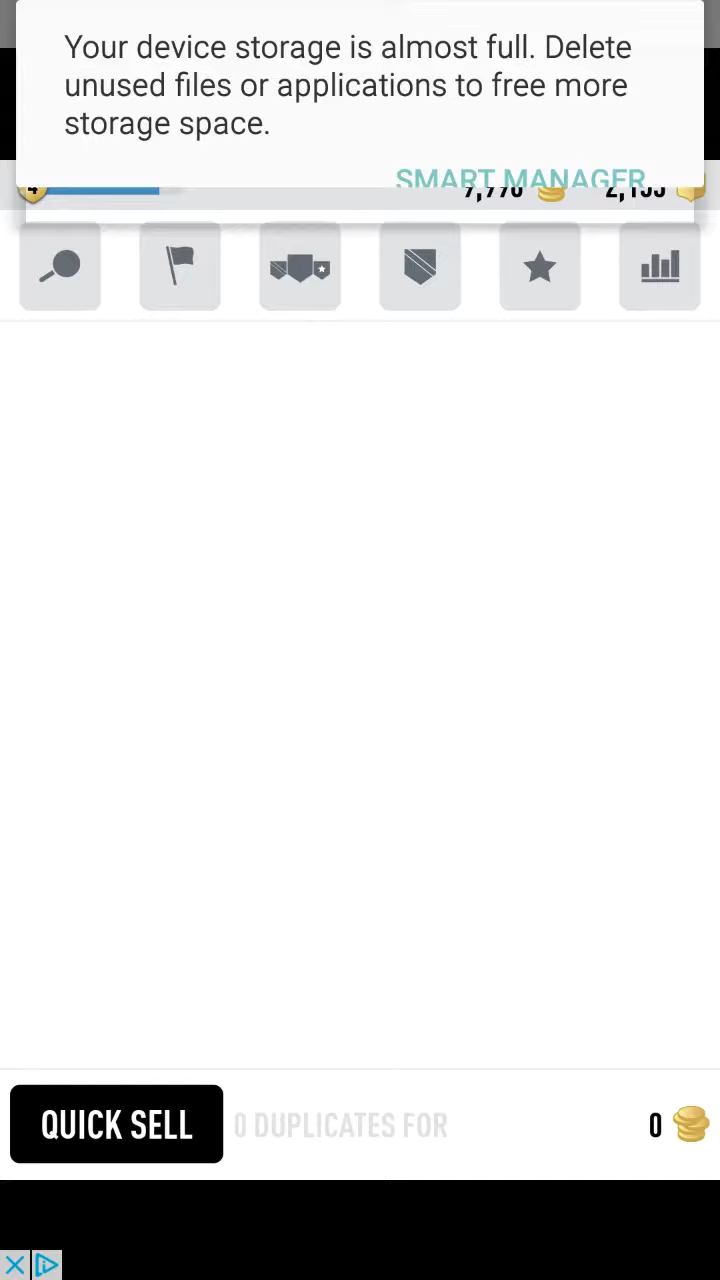 Your device storage is almost full. Delete
unused files or applications to free more
storage space.
SMART MANAGER
4
QUICK SELL
0 DUPLICATES FOR
0